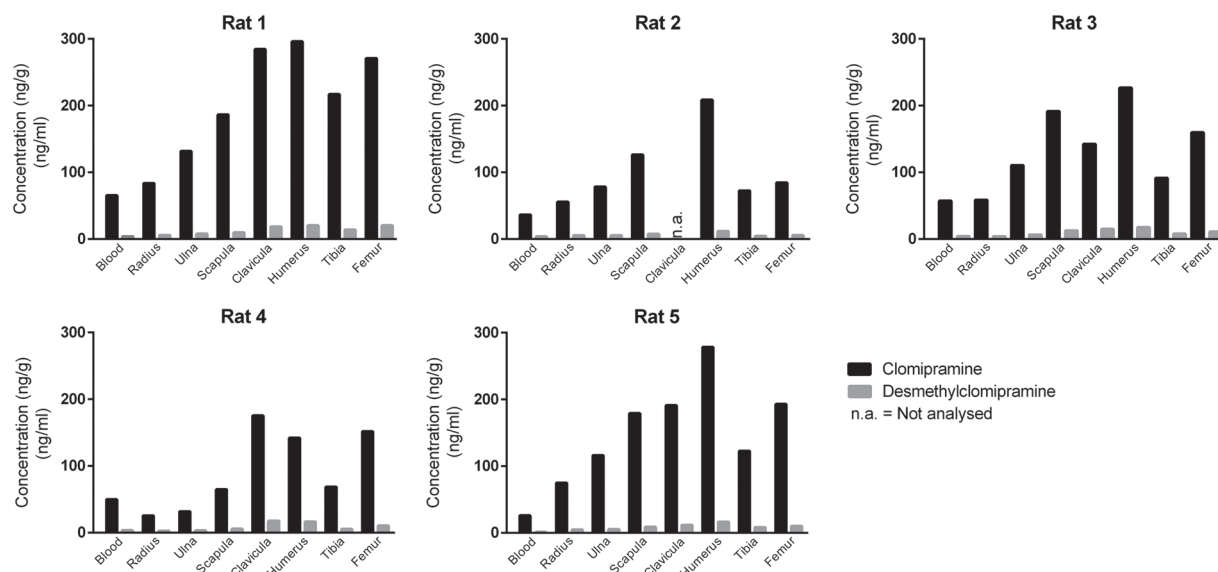 Rat 1
Concentration (ng/g)
(ng/ml)
300
200
100
0
Blood
Radius
Ulna
Scapula
Clavicula
Humerus
Tibia
Femur
Rat 2
Concentration (ng/g)
(ng/ml)
300
200
100
0
n.a.
Blood
Radius
Ulna
Scapula
Clavicula
Humerus
Tibia
Femur
Rat 3
Concentration (ng/g)
(ng/ml)
300
200
100
0
Blood
Radius
Ulna
Scapula
Clavicula
Humerus
Tibia
Femur
Rat 4
Concentration (ng/g)
(ng/ml)
300
200
100
0
Blood
Radius
Ulna
Scapula
Clavicula
Humerus
Tibia
Femur
Rat 5
Concentration (ng/g)
(ng/ml)
300
200
100
0
Blood
Radius
Ulna
Scapula
Clavicula
Humerus
Tibia
Femur
Clomipramine
Desmethylclomipramine
n.a. = Not analysed